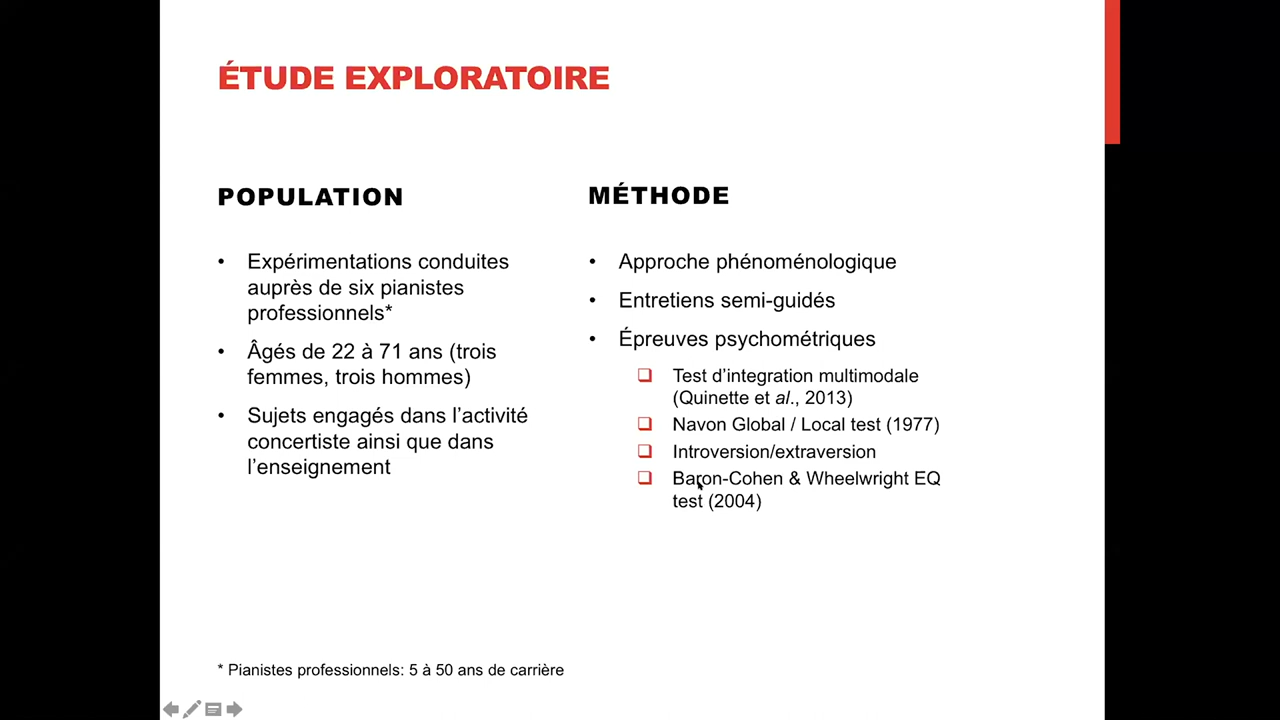 ÉTUDE EXPLORATOIRE
POPULATION
• Expérimentations conduites
auprès de six pianistes
professionnels*
• Âgés de 22 à 71 ans (trois
femmes, trois hommes)
• Sujets engagés dans l’activité
concertiste ainsi que dans
l’enseignement
MÉTHODE
• Approche phénoménologique
• Entretiens semi-guidés
• Épreuves psychométriques
❑ Test d’integration multimodale
(Quinette et al., 2013)
❑ Navon Global / Local test (1977)
❑ Introversion/extraversion
❑ Baron-Cohen & Wheelwright EQ
test (2004)
* Pianistes professionnels: 5 à 50 ans de carrière